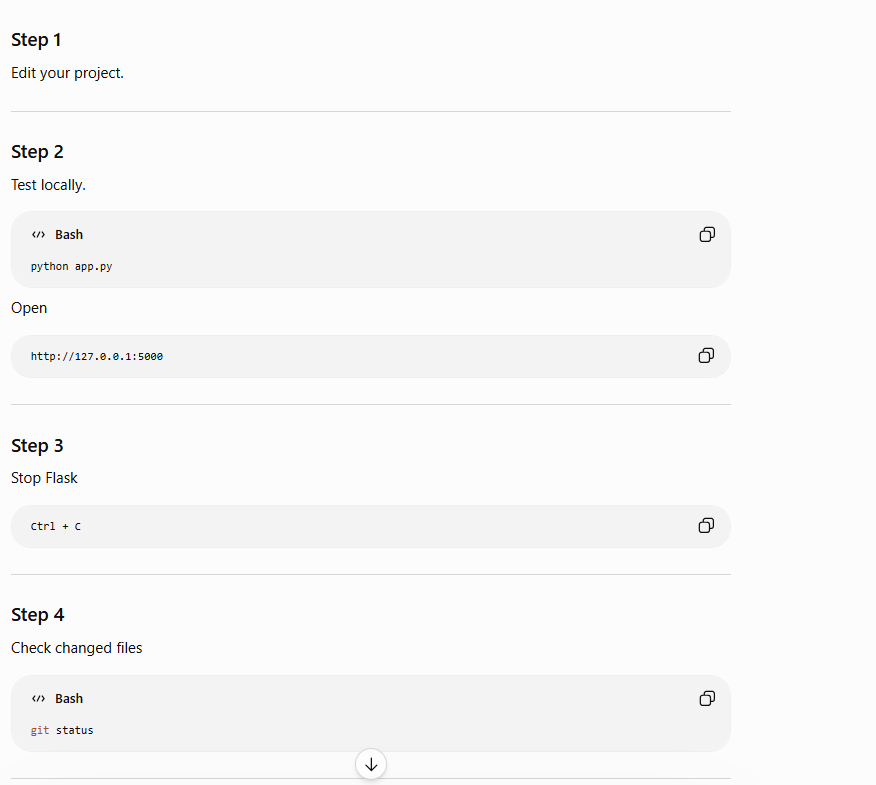 Step 1
Edit your project.
Step 2
Test locally.
Bash
python app.py
Open
http://127.0.0.1:5000
Step 3
Stop Flask
Ctrl + C
Step 4
Check changed files
Bash
git status